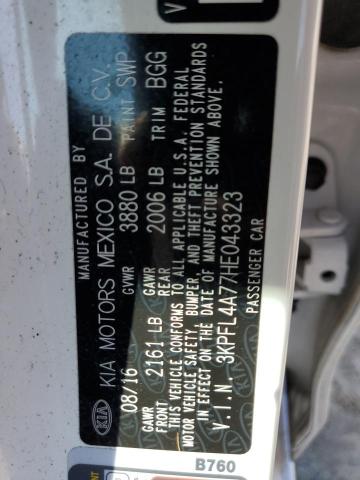 MANUFACTURED BY
KIA KIA MOTORS MEXICO S.A. DE C.V.
08/16 GVWR 3880 LB PAINT SWP
GAWR FRONT 2161 LB GAWR REAR 2006 LB TRIM BGG
THIS VEHICLE CONFORMS TO ALL APPLICABLE U.S.A. FEDERAL
MOTOR VEHICLE SAFETY, BUMPER, AND THEFT PREVENTION STANDARDS
IN EFFECT ON THE DATE OF MANUFACTURE SHOWN ABOVE.
V.I.N. 3KPFL4A77HE043323
PASSENGER CAR
B760